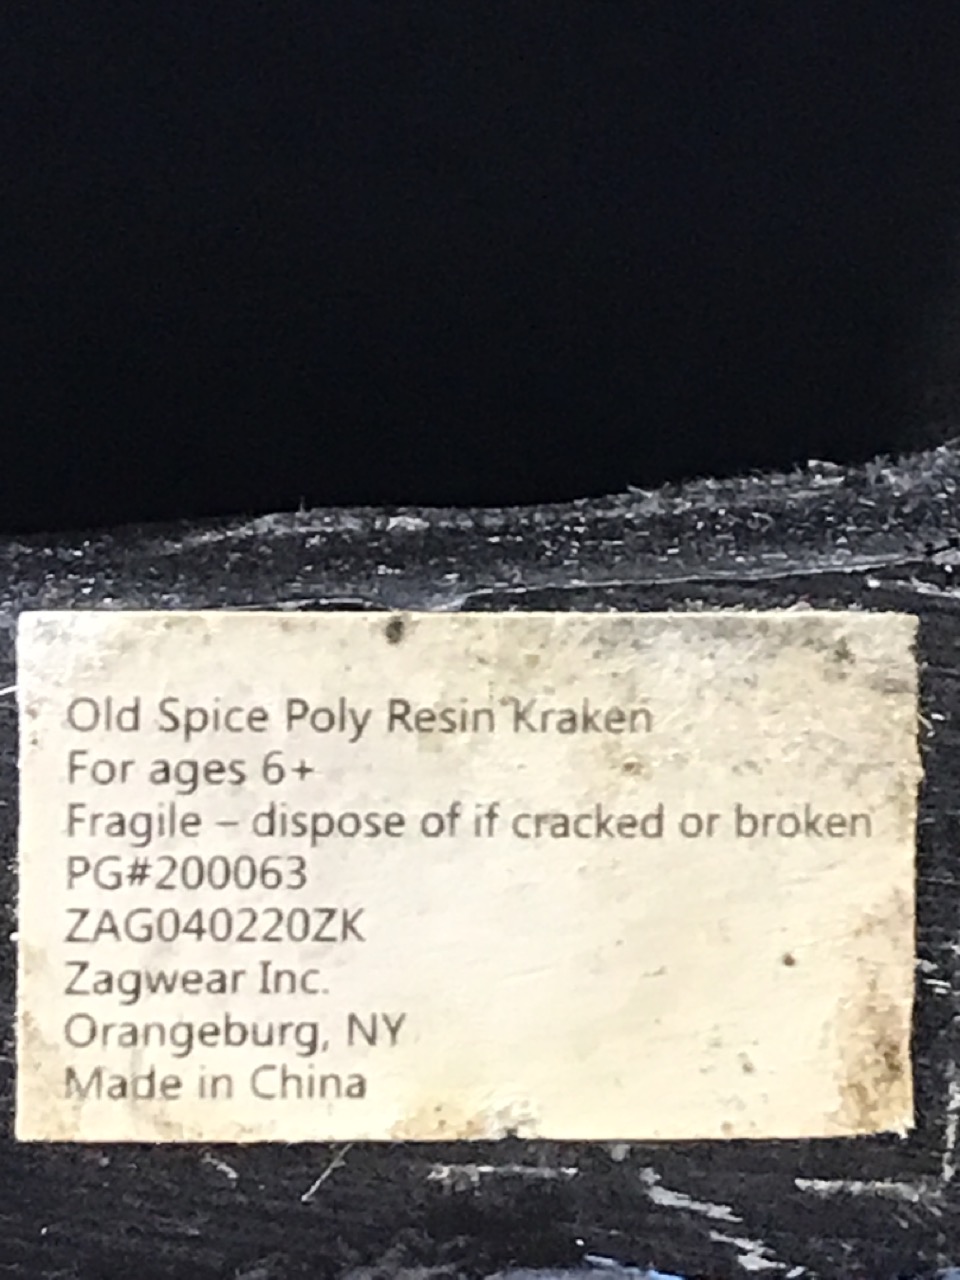 Old Spice Poly Resin Kraken
For ages 6+
Fragile – dispose of if cracked or broken
PG#200063
ZAG040220ZK
Zagwear Inc.
Orangeburg, NY
Made in China